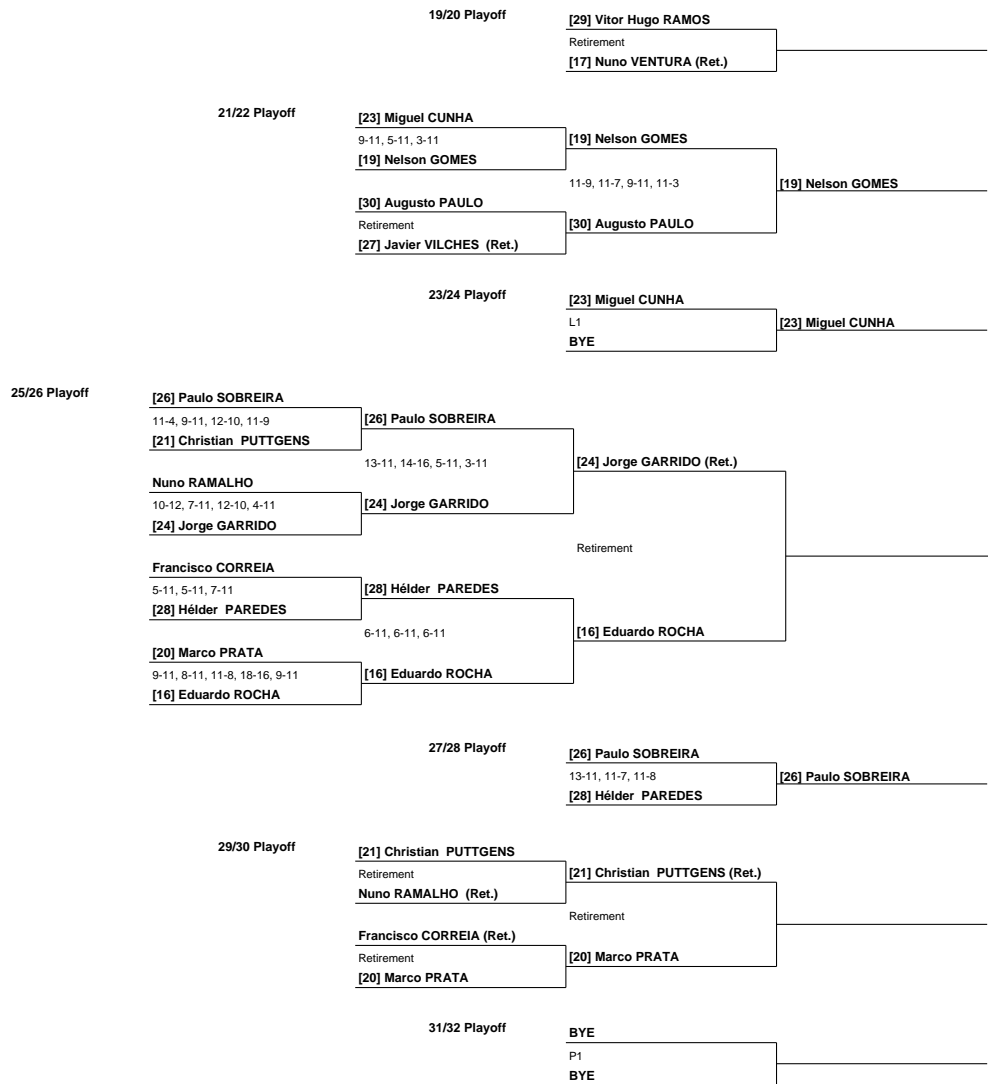 19/20 Playoff
[29] Vitor Hugo RAMOS
Retirement
[17] Nuno VENTURA (Ret.)
21/22 Playoff
[23] Miguel CUNHA
9-11, 5-11, 3-11
[19] Nelson GOMES
[19] Nelson GOMES
11-9, 11-7, 9-11, 11-3
[19] Nelson GOMES
[30] Augusto PAULO
Retirement
[30] Augusto PAULO
[27] Javier VILCHES (Ret.)
23/24 Playoff
[23] Miguel CUNHA
L1
[23] Miguel CUNHA
BYE
25/26 Playoff
[26] Paulo SOBREIRA
11-4, 9-11, 12-10, 11-9
[26] Paulo SOBREIRA
[21] Christian PUTTGENS
13-11, 14-16, 5-11, 3-11
[24] Jorge GARRIDO (Ret.)
Nuno RAMALHO
10-12, 7-11, 12-10, 4-11
[24] Jorge GARRIDO
[24] Jorge GARRIDO
Retirement
Francisco CORREIA
5-11, 5-11, 7-11
[28] Hélder PAREDES
[28] Hélder PAREDES
6-11, 6-11, 6-11
[16] Eduardo ROCHA
[20] Marco PRATA
9-11, 8-11, 11-8, 18-16, 9-11
[16] Eduardo ROCHA
[16] Eduardo ROCHA
27/28 Playoff
[26] Paulo SOBREIRA
13-11, 11-7, 11-8
[26] Paulo SOBREIRA
[28] Hélder PAREDES
29/30 Playoff
[21] Christian PUTTGENS
Retirement
[21] Christian PUTTGENS (Ret.)
Nuno RAMALHO (Ret.)
Retirement
Francisco CORREIA (Ret.)
Retirement
[20] Marco PRATA
[20] Marco PRATA
31/32 Playoff
BYE
P1
BYE